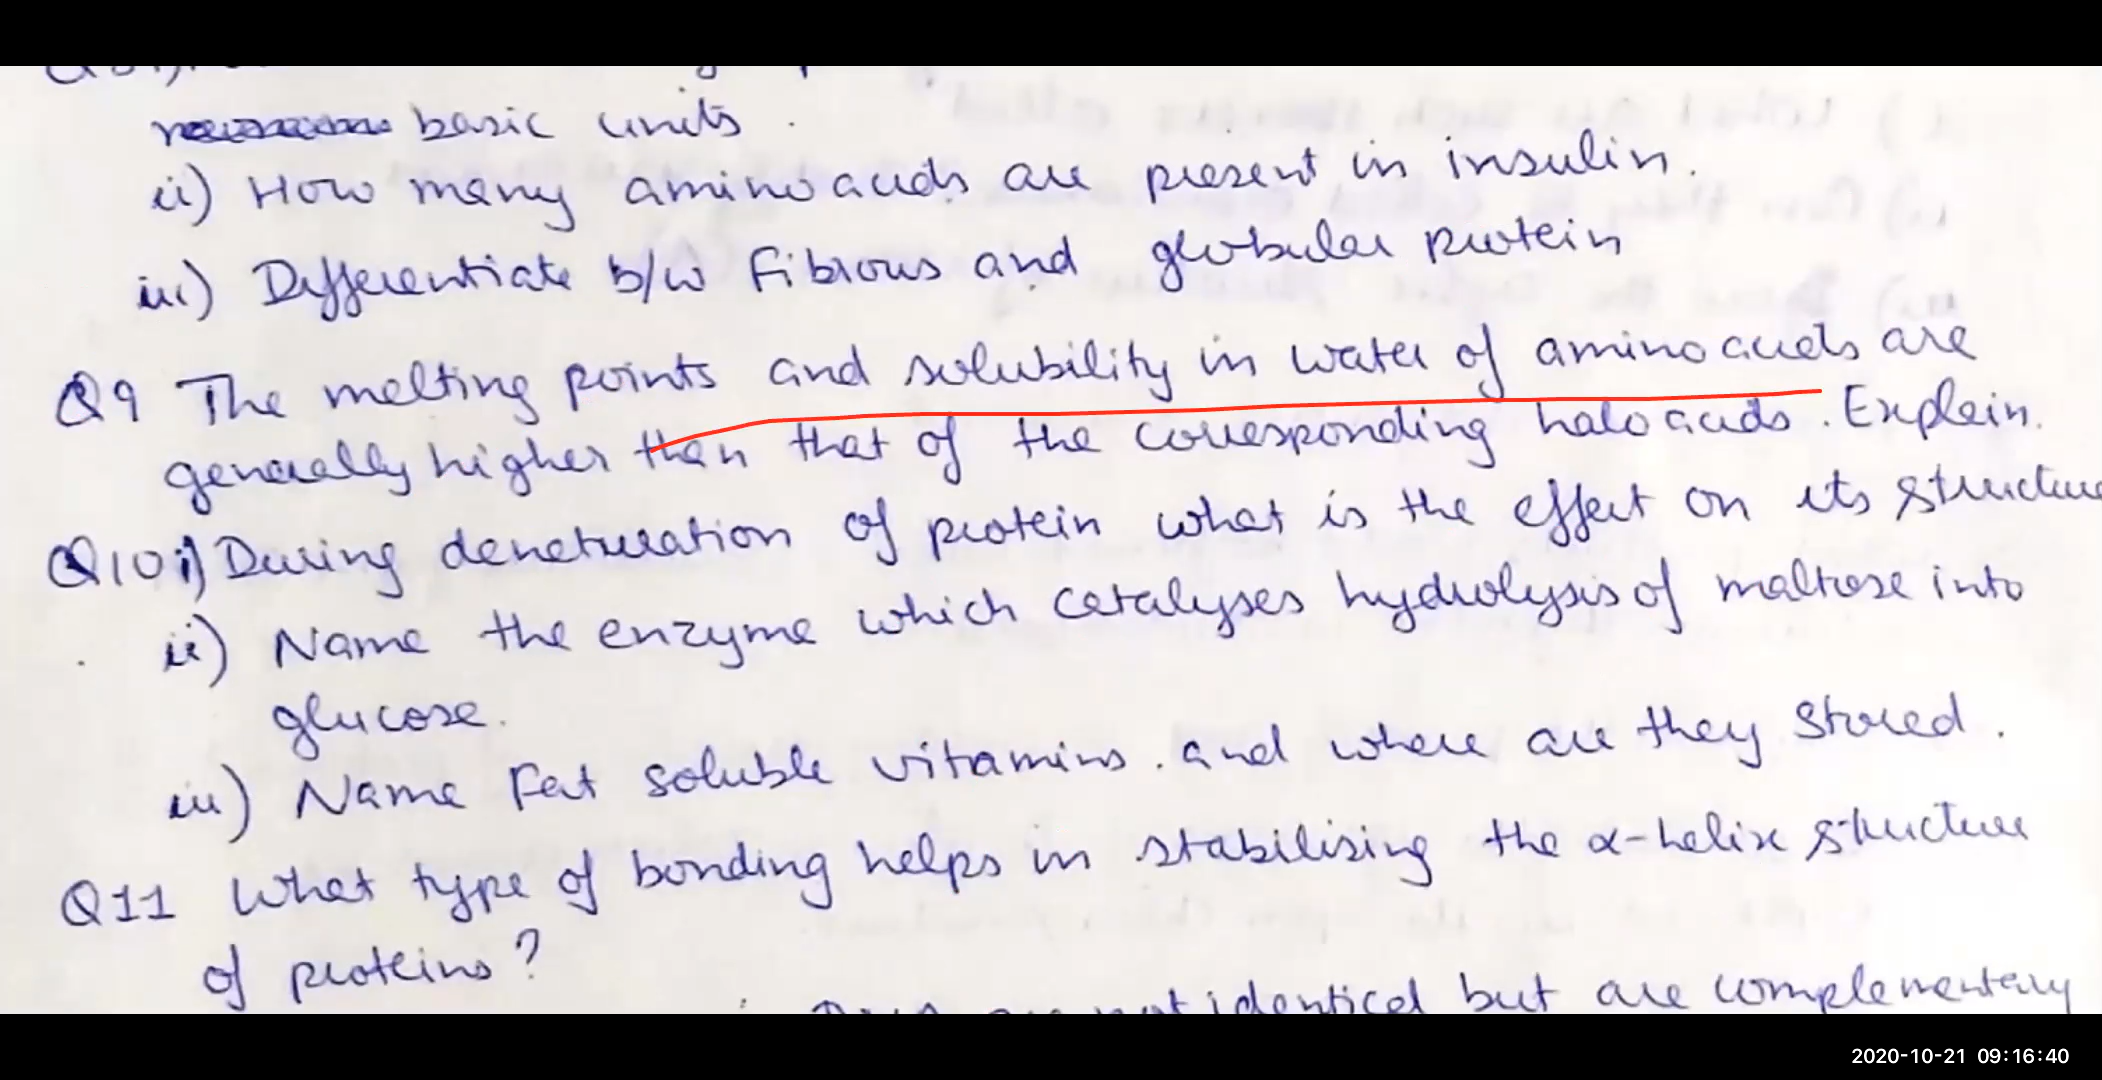 basic units.
ii) How many amino acids are present in insulin.
iii) Differentiate b/w Fibrous and globular protein
Q9 The melting points and solubility in water of amino acids are
generally higher than that of the corresponding halo acids. Explain.
Q10 i) During denaturation of protein what is the effect on its structure
ii) Name the enzyme which catalyses hydrolysis of maltose into
glucose.
iii) Name Fat soluble vitamins. and where are they stored.
Q11 What type of bonding helps in stabilising the α-helix structure
of proteins?
not identical but are complementary
2020-10-21 09:16:40